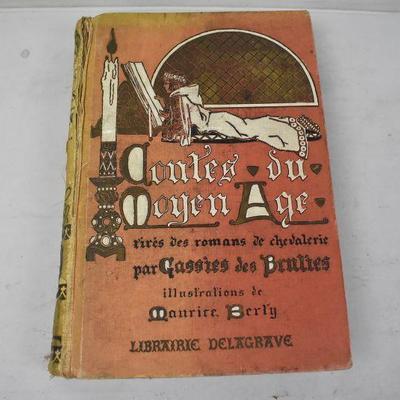 Contes du
Moyen Age
tirés des romans de chevalerie
par Gassies des Brulies
illustrations de
Maurice Berty
LIBRAIRIE DELAGRAVE